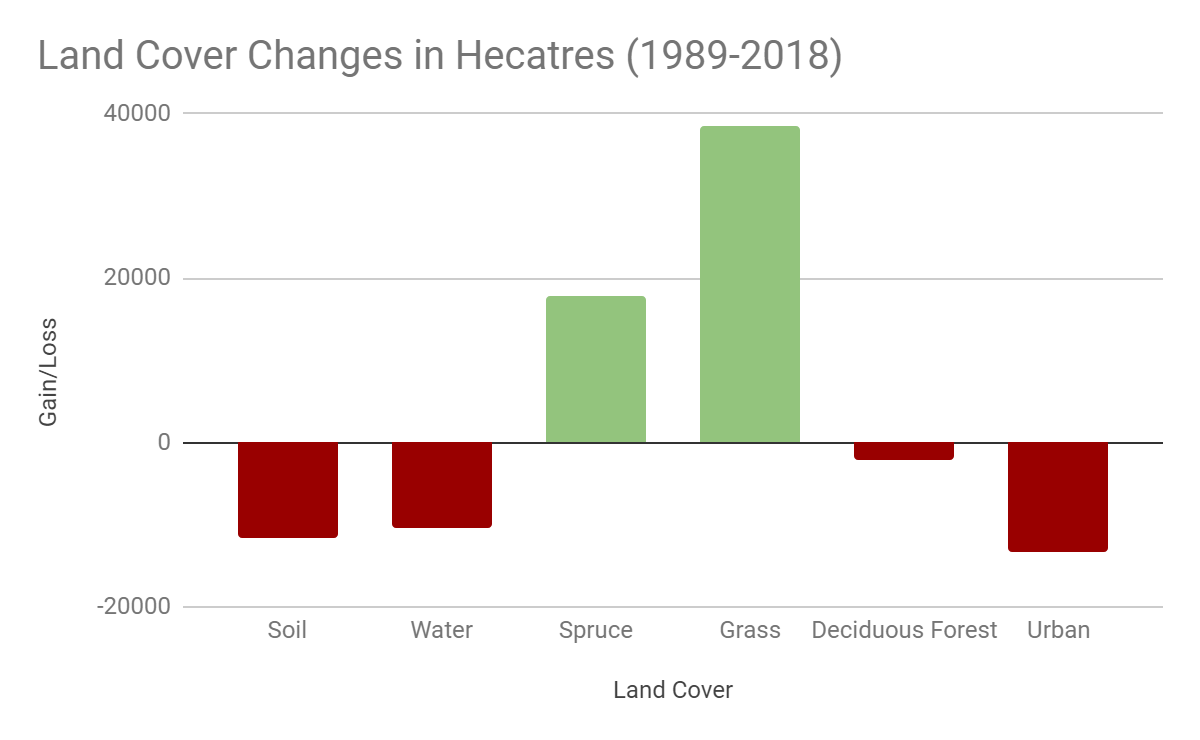 Land Cover Changes in Hecatres (1989-2018)
40000
20000
0
-20000
Gain/Loss
Soil Water Spruce Grass Deciduous Forest Urban
Land Cover